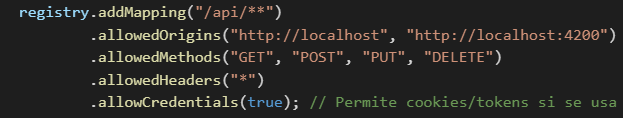 registry.addMapping("/api/**")
.allowedOrigins("http://localhost", "http://localhost:4200")
.allowedMethods("GET", "POST", "PUT", "DELETE")
.allowedHeaders("*")
.allowCredentials(true); // Permite cookies/tokens si se usa